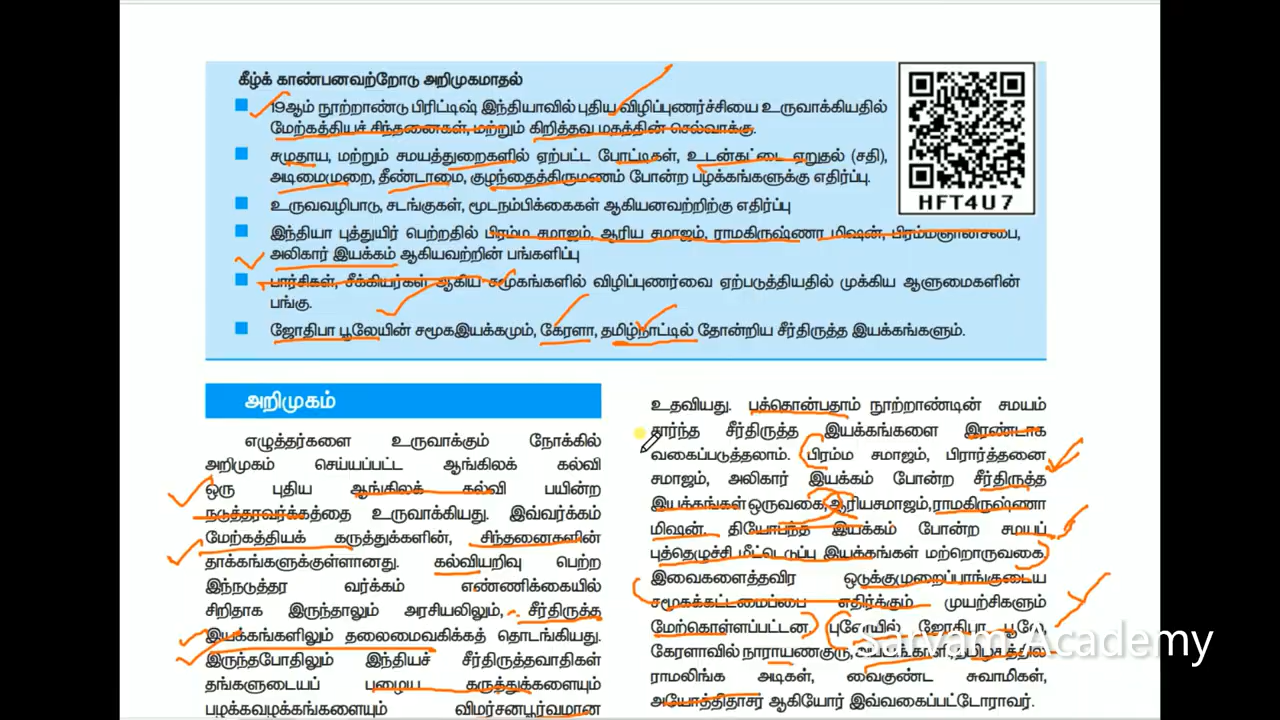 கீழ்க் காண்பனவற்றோடு அறிமுகமாதல்
19ஆம் நூற்றாண்டு பிரிட்டிஷ் இந்தியாவில் புதிய விழிப்புணர்ச்சியை உருவாக்கியதில்
மேற்கத்தியச் சிந்தனைகள், மற்றும் கிறித்தவ மதத்தின் செல்வாக்கு.
சமுதாய, மற்றும் சமயத்துறைகளில் ஏற்பட்ட போட்டிகள், உடன்கட்டை ஏறுதல் (சதி),
அடிமைமுறை, தீண்டாமை, குழந்தைத்திருமணம் போன்ற பழக்கங்களுக்கு எதிர்ப்பு.
உருவவழிபாடு, சடங்குகள், மூடநம்பிக்கைகள் ஆகியனவற்றிற்கு எதிர்ப்பு
இந்தியா புத்துயிர் பெற்றதில் பிரம்ம சமாஜம், ஆரிய சமாஜம், ராமகிருஷ்ணா மிஷன், பிரம்மஞானசபை,
அலிகார் இயக்கம் ஆகியவற்றின் பங்களிப்பு
பார்சிகள், சீக்கியர்கள் ஆகிய சமூகங்களில் விழிப்புணர்வை ஏற்படுத்தியதில் முக்கிய ஆளுமைகளின்
பங்கு.
ஜோதிபா பூலேயின் சமூகஇயக்கமும், கேரளா, தமிழ்நாட்டில் தோன்றிய சீர்திருத்த இயக்கங்களும்.
HFT4U7
அறிமுகம்
எழுத்தர்களை உருவாக்கும் நோக்கில்
அறிமுகம் செய்யப்பட்ட ஆங்கிலக் கல்வி
ஒரு புதிய ஆங்கிலக் கல்வி பயின்ற
நடுத்தரவர்க்கத்தை உருவாக்கியது. இவ்வர்க்கம்
மேற்கத்தியக் கருத்துக்களின், சிந்தனைகளின்
தாக்கங்களுக்குள்ளானது. கல்வியறிவு பெற்ற
இந்நடுத்தர வர்க்கம் எண்ணிக்கையில்
சிறிதாக இருந்தாலும் அரசியலிலும், சீர்திருத்த
இயக்கங்களிலும் தலைமைவகிக்கத் தொடங்கியது.
இருந்தபோதிலும் இந்தியச் சீர்திருத்தவாதிகள்
தங்களுடையப் பழைய கருத்துக்களையும்
பழக்கவழக்கங்களையும் விமர்சனபூர்வமான
உதவியது. பத்தொன்பதாம் நூற்றாண்டின் சமயம்
சார்ந்த சீர்திருத்த இயக்கங்களை இரண்டாக
வகைப்படுத்தலாம். பிரம்ம சமாஜம், பிரார்த்தனை
சமாஜம், அலிகார் இயக்கம் போன்ற சீர்திருத்த
இயக்கங்கள் ஒருவகை, ஆரியசமாஜம், ராமகிருஷ்ணா
மிஷன், தியோபந்த் இயக்கம் போன்ற சமயப்
புத்தெழுச்சி மீட்டெடுப்பு இயக்கங்கள் மற்றொருவகை
இவைகளைத்தவிர ஒடுக்குமுறைப்பாங்குடைய
சமூகக்கட்டமைப்பை எதிர்க்கும் முயற்சிகளும்
மேற்கொள்ளப்பட்டன. புனேயில் ஜோதிபா பூலே,
கேரளாவில் நாராயணகுரு, அய்யன்காளி, தமிழகத்தில்
ராமலிங்க அடிகள், வைகுண்ட சுவாமிகள்,
அயோத்திதாசர் ஆகியோர் இவ்வகைப்பட்டோராவர்.
Sarvam Academy